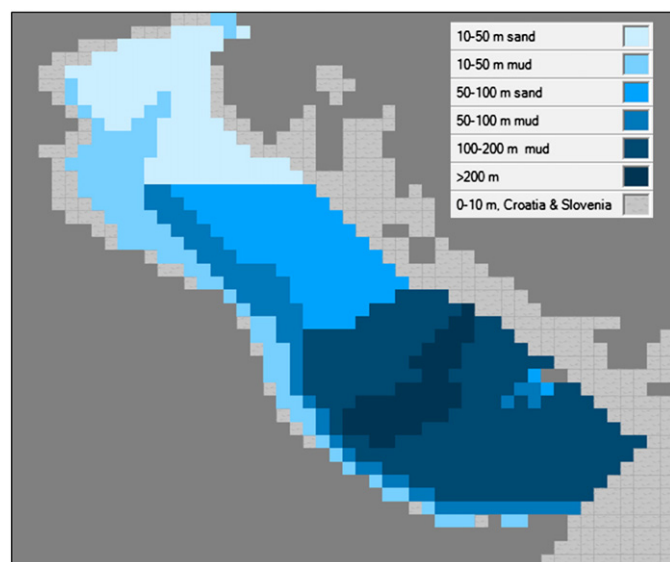 10-50 m sand
10-50 m mud
50-100 m sand
50-100 m mud
100-200 m mud
>200 m
0-10 m, Croatia & Slovenia